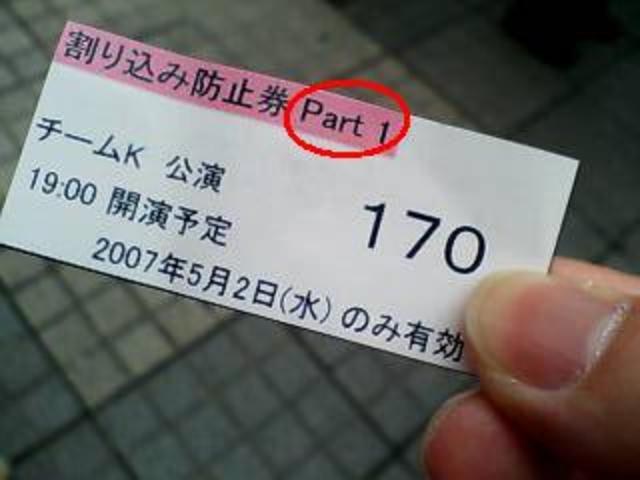 割り込み防止券 Part 1
チームK 公演
19:00 開演予定
170
2007年5月2日(水) のみ有効